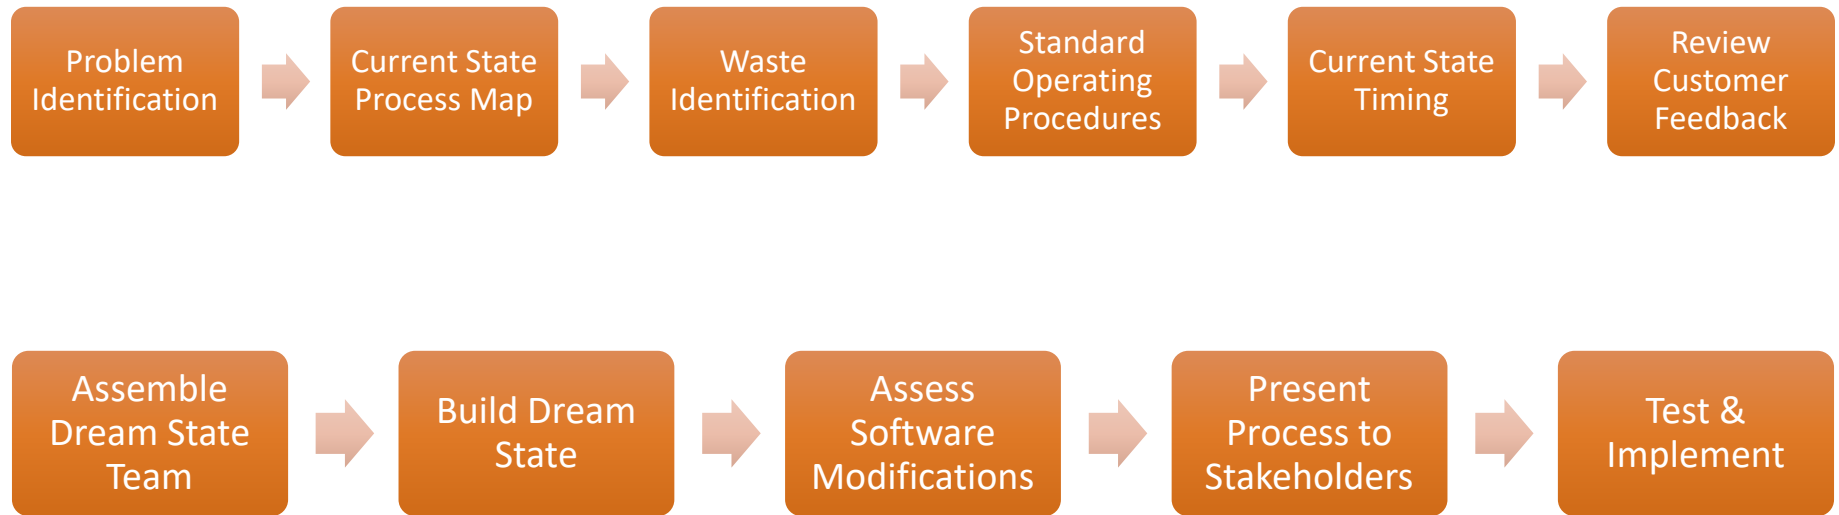 Problem
Identification
Current State
Process Map
Waste
Identification
Standard
Operating
Procedures
Current State
Timing
Review
Customer
Feedback
Assemble
Dream State
Team
Build Dream
State
Assess
Software
Modifications
Present
Process to
Stakeholders
Test &
Implement